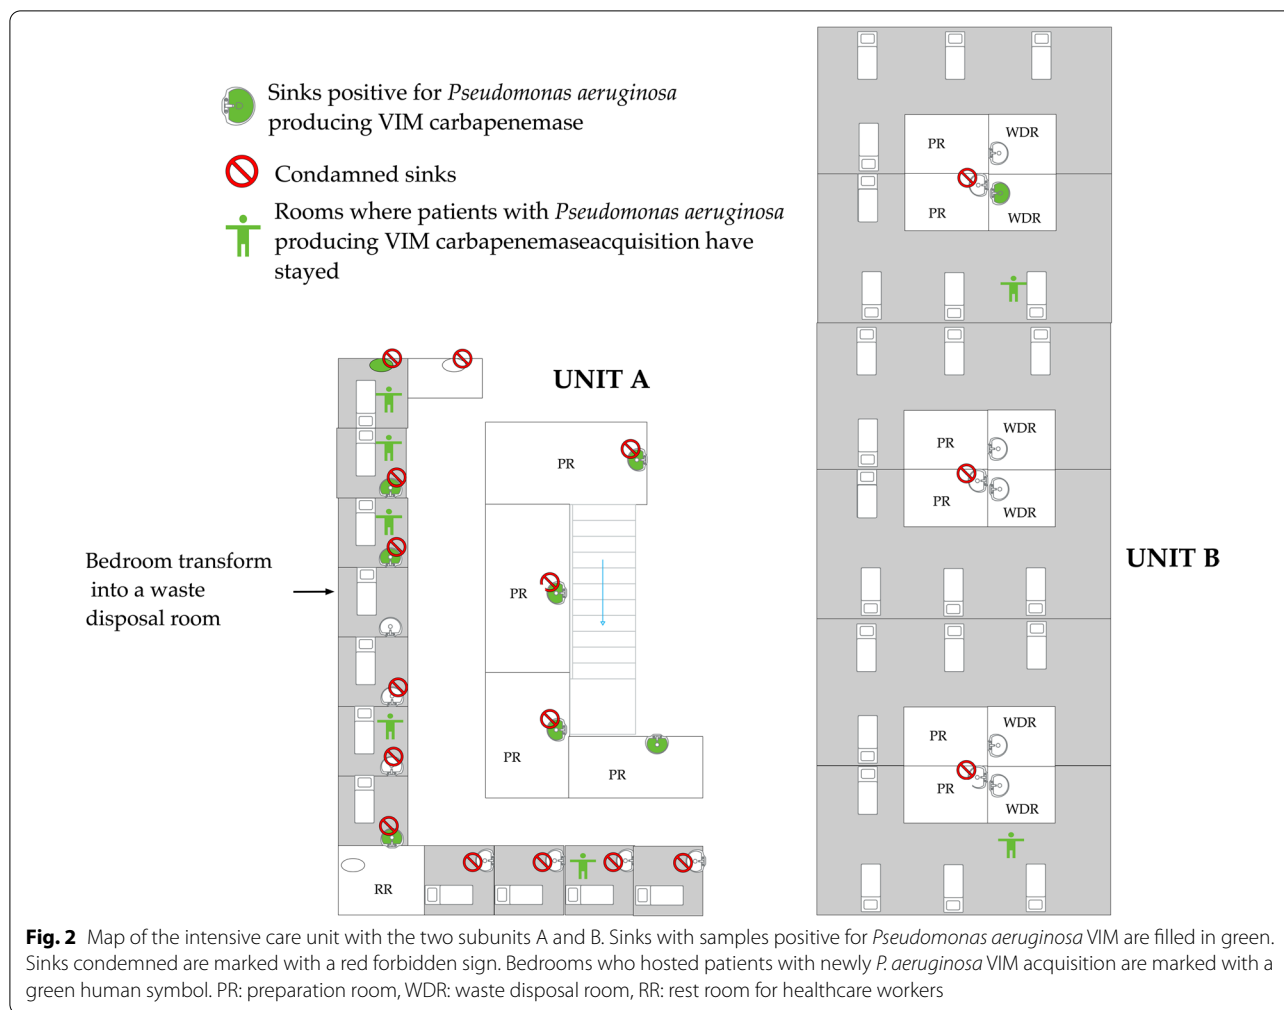 Sinks positive for Pseudomonas aeruginosa
producing VIM carbapenemase
Condamned sinks
Rooms where patients with Pseudomonas aeruginosa
producing VIM carbapenemaseacquisition have
stayed
UNIT A
PR
PR
PR
PR
RR
Bedroom transform
into a waste
disposal room
PR
WDR
PR
WDR
PR
WDR
PR
WDR
UNIT B
PR
WDR
PR
WDR
Fig. 2 Map of the intensive care unit with the two subunits A and B. Sinks with samples positive for Pseudomonas aeruginosa VIM are filled in green.
Sinks condemned are marked with a red forbidden sign. Bedrooms who hosted patients with newly P. aeruginosa VIM acquisition are marked with a
green human symbol. PR: preparation room, WDR: waste disposal room, RR: rest room for healthcare workers